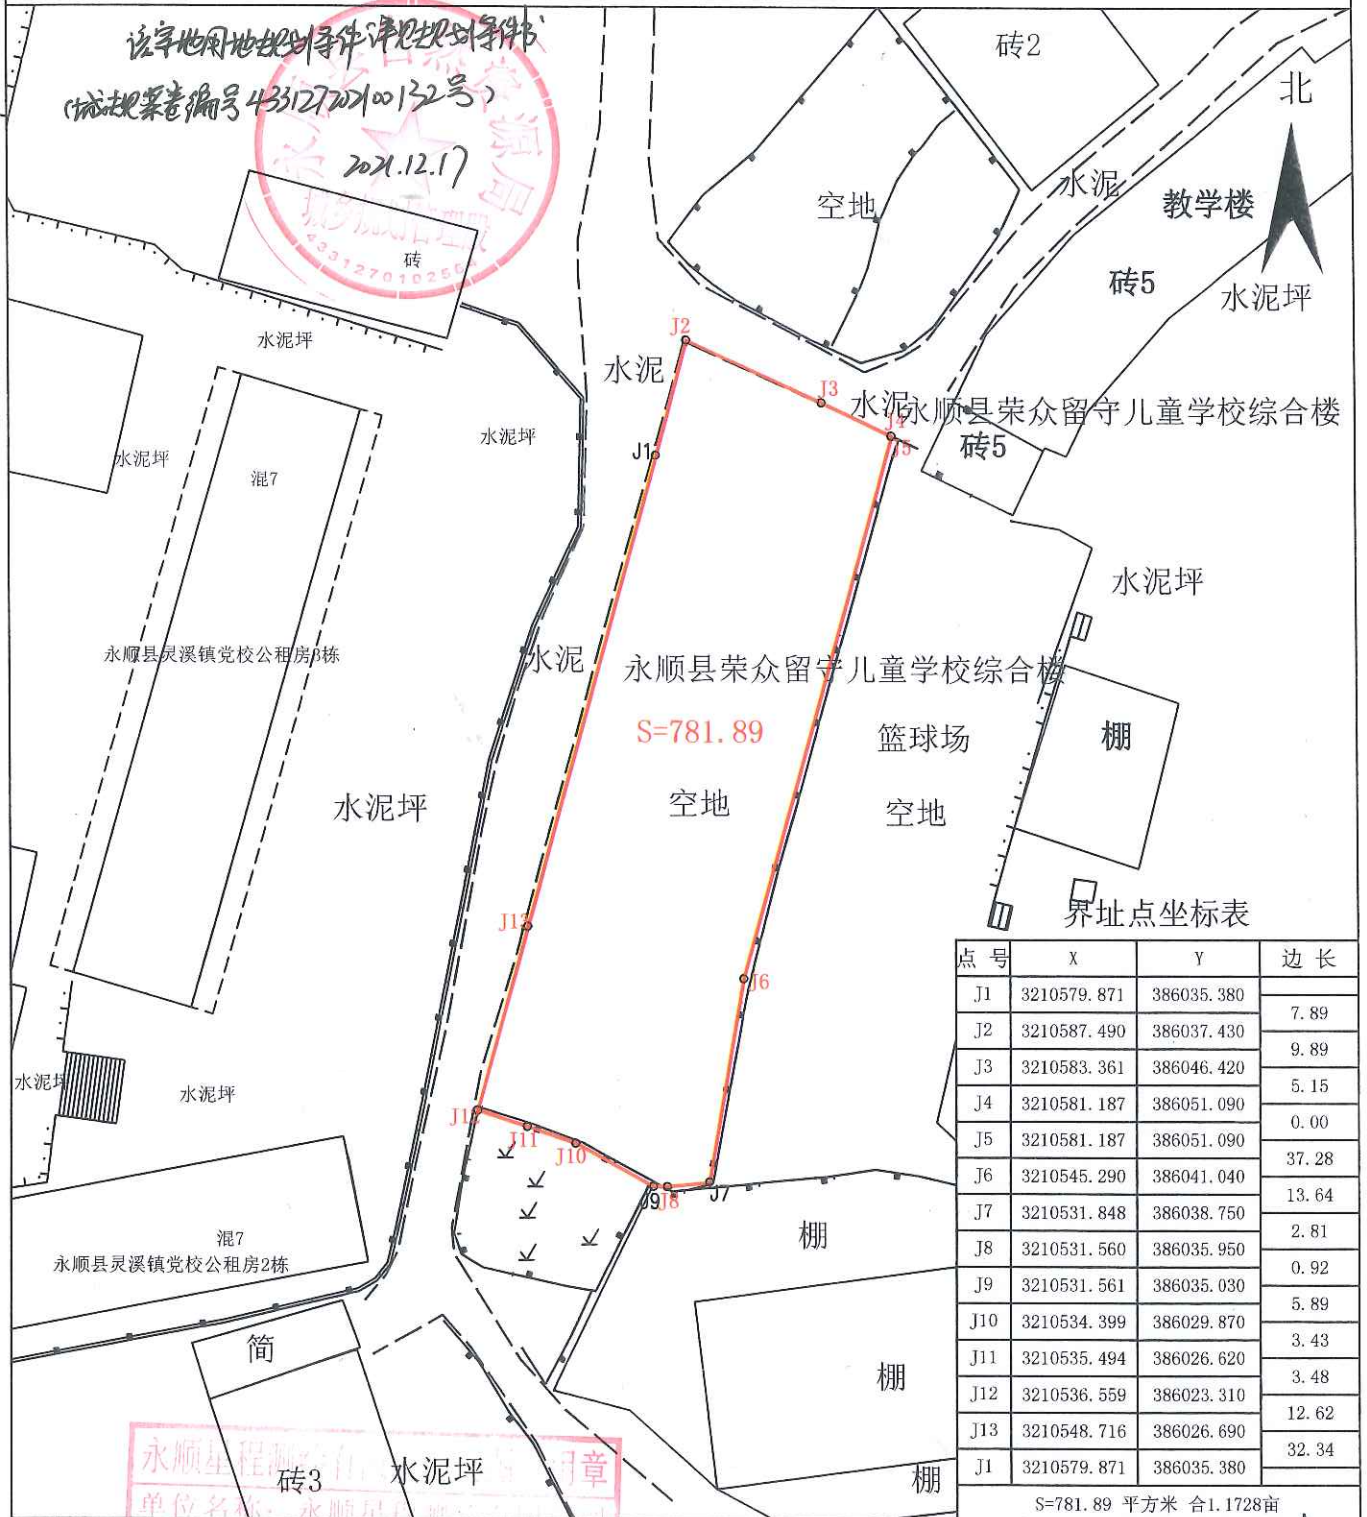 该宗地用地规划条件详见规划条件书
(城规案卷编号433127202100132号)
2021.12.17
砖
砖2
北
空地
水泥
教学楼
砖5
水泥坪
水泥坪
J2
水泥
J3
水泥
永顺县荣众留守儿童学校综合楼
J4
J5
砖5
水泥坪
J1
水泥坪
混7
水泥坪
永顺县灵溪镇党校公租房3栋
水泥
永顺县荣众留守儿童学校综合楼
S=781.89
篮球场
棚
水泥坪
空地
空地
J13
J6
水泥坪
水泥坪
J12
J11
J10
J9
J8
J7
混7
永顺县灵溪镇党校公租房2栋
棚
简
棚
砖3
水泥坪
棚
界址点坐标表
点号 X Y 边长
J1 3210579.871 386035.380
7.89
J2 3210587.490 386037.430
9.89
J3 3210583.361 386046.420
5.15
J4 3210581.187 386051.090
0.00
J5 3210581.187 386051.090
37.28
J6 3210545.290 386041.040
13.64
J7 3210531.848 386038.750
2.81
J8 3210531.560 386035.950
0.92
J9 3210531.561 386035.030
5.89
J10 3210534.399 386029.870
3.43
J11 3210535.494 386026.620
3.48
J12 3210536.559 386023.310
12.62
J13 3210548.716 386026.690
32.34
J1 3210579.871 386035.380
S=781.89 平方米 合1.1728亩